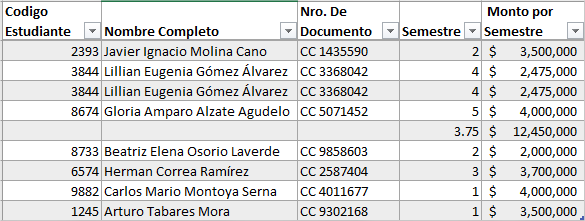 Codigo Estudiante Nombre Completo Nro. De Documento Semestre Monto por Semestre
2393 Javier Ignacio Molina Cano CC 1435590 2 $ 3,500,000
3844 Lillian Eugenia Gómez Álvarez CC 3368042 4 $ 2,475,000
3844 Lillian Eugenia Gómez Álvarez CC 3368042 4 $ 2,475,000
8674 Gloria Amparo Alzate Agudelo CC 5071452 5 $ 4,000,000
3.75 $ 12,450,000
8733 Beatriz Elena Osorio Laverde CC 9858603 2 $ 2,000,000
6574 Herman Correa Ramírez CC 2587404 3 $ 3,700,000
9882 Carlos Mario Montoya Serna CC 4011677 1 $ 4,000,000
1245 Arturo Tabares Mora CC 9302168 1 $ 3,500,000